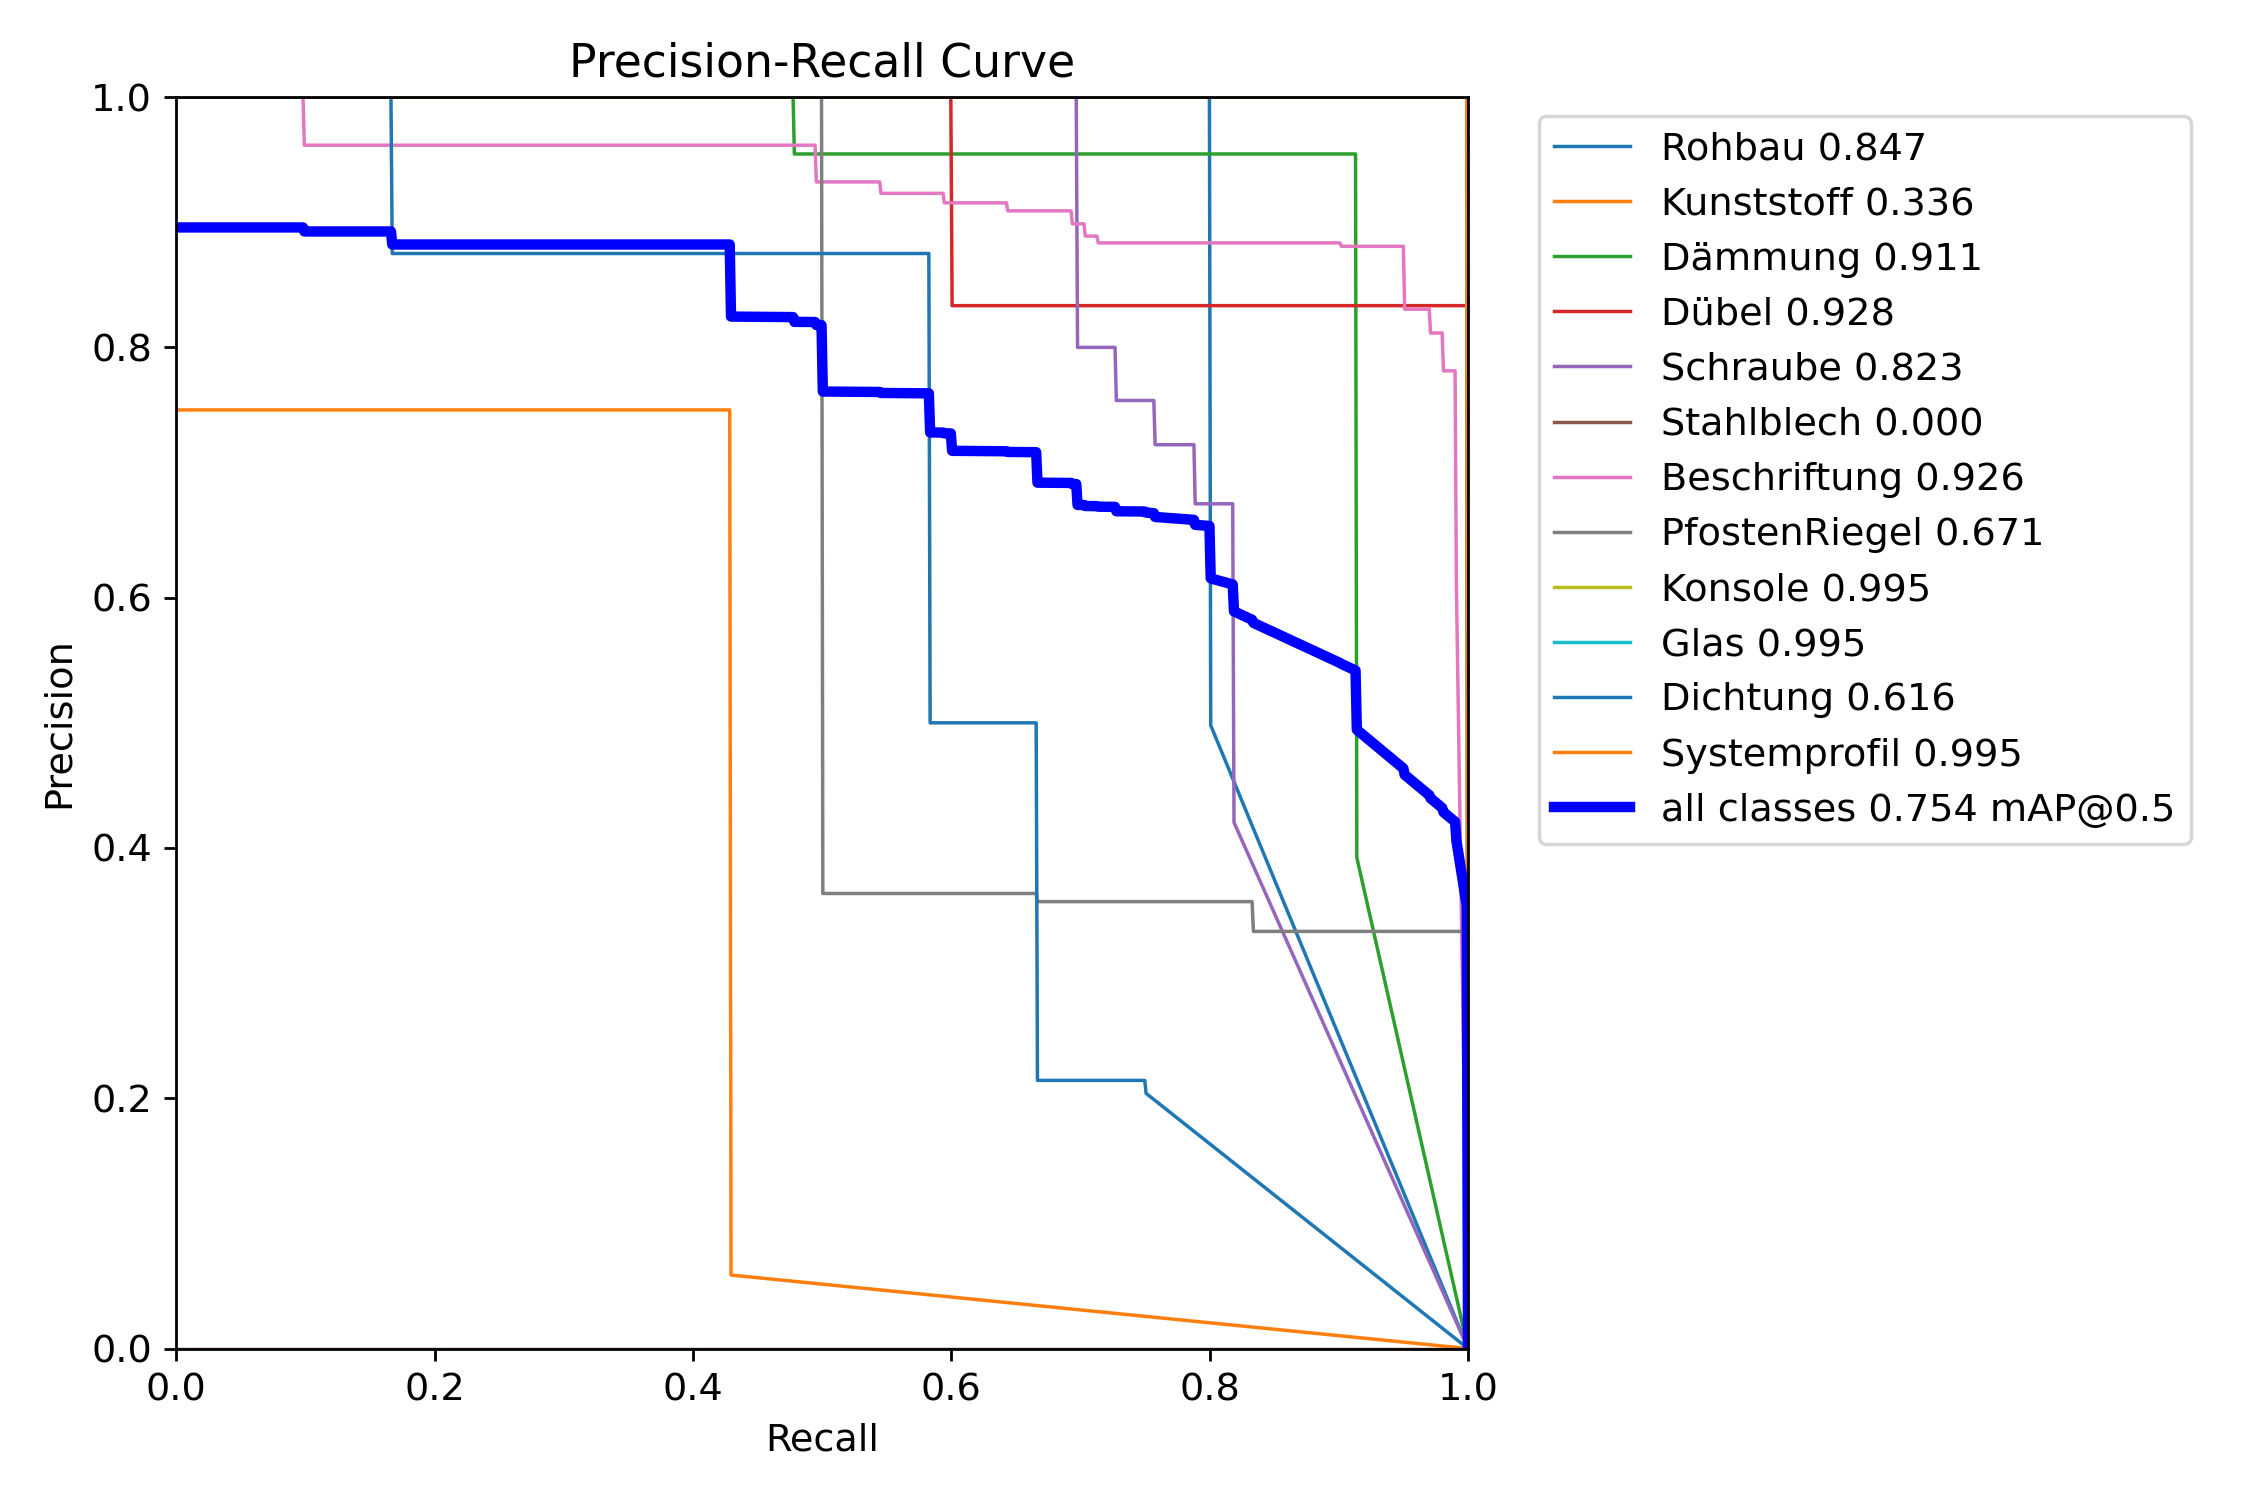 Precision-Recall Curve
1.0
0.8
0.6
0.4
0.2
0.0
Precision
0.0 0.2 0.4 0.6 0.8 1.0
Recall
Rohbau 0.847
Kunststoff 0.336
Dämmung 0.911
Dübel 0.928
Schraube 0.823
Stahlblech 0.000
Beschriftung 0.926
PfostenRiegel 0.671
Konsole 0.995
Glas 0.995
Dichtung 0.616
Systemprofil 0.995
all classes 0.754 mAP@0.5